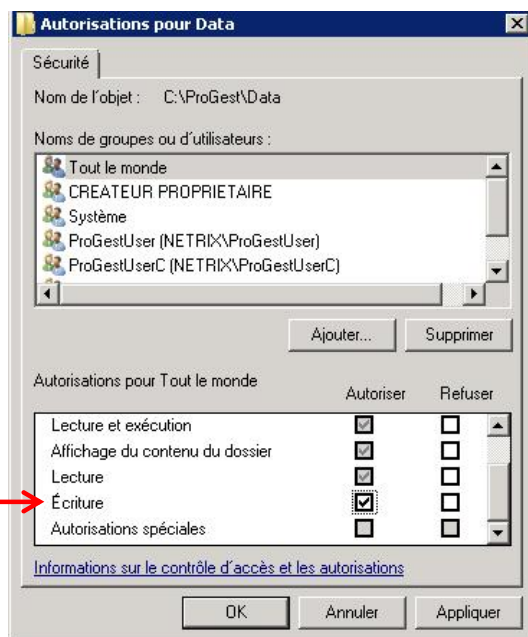 Autorisations pour Data
Sécurité
Nom de l'objet : C:\ProGest\Data
Noms de groupes ou d'utilisateurs :
Tout le monde
CREATEUR PROPRIETAIRE
Système
ProGestUser (NETRIX\ProGestUser)
ProGestUserC (NETRIX\ProGestUserC)
Ajouter... Supprimer
Autorisations pour Tout le monde Autoriser Refuser
Lecture et exécution
Affichage du contenu du dossier
Lecture
Écriture
Autorisations spéciales
Informations sur le contrôle d'accès et les autorisations
OK Annuler Appliquer